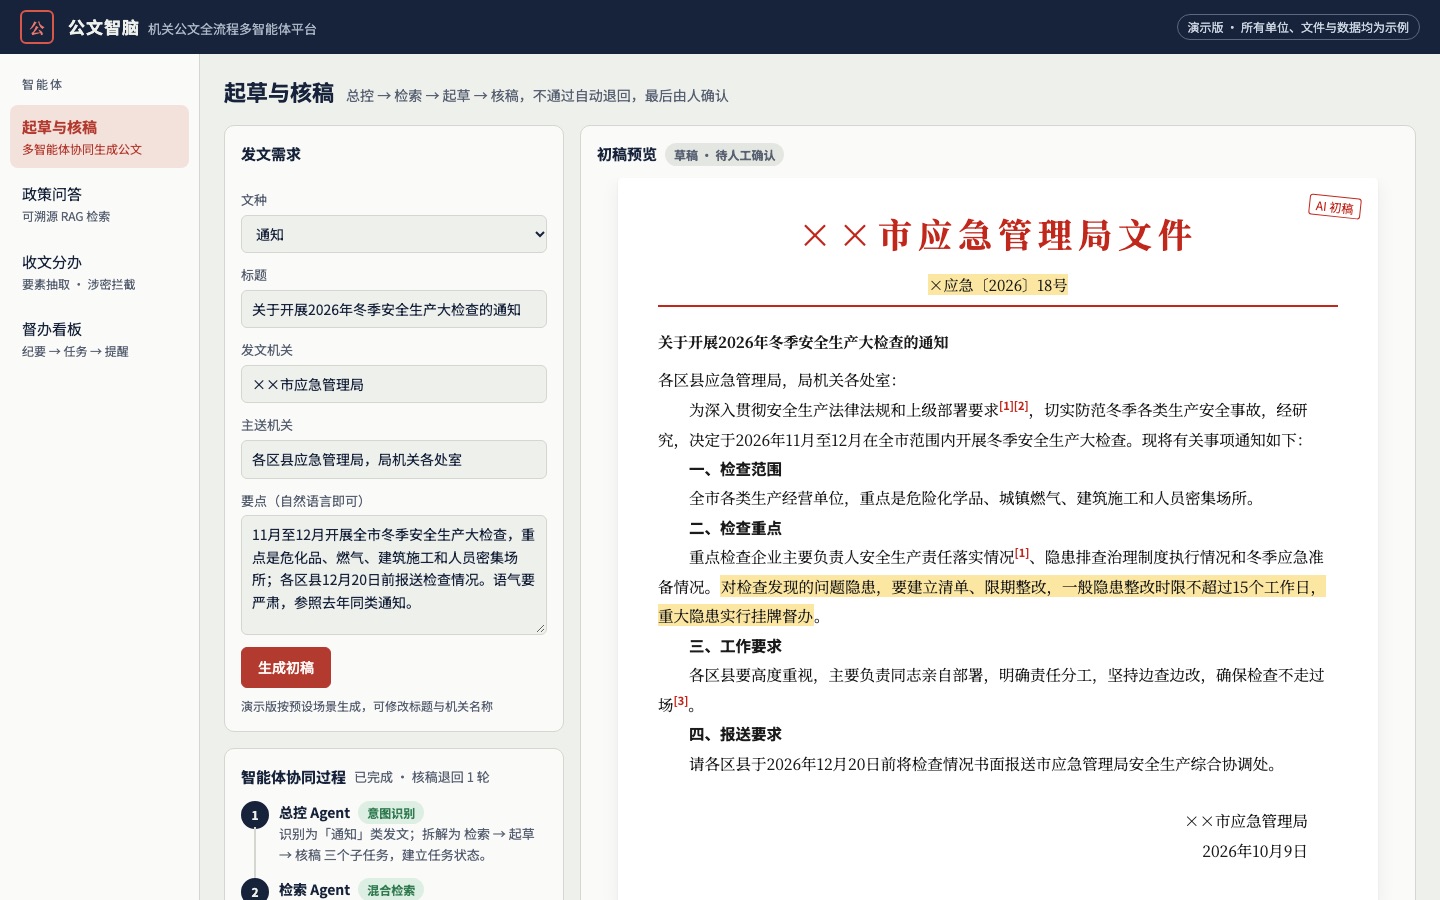 公 公文智脑 机关公文全流程多智能体平台 演示版 · 所有单位、文件与数据均为示例
智能体
起草与核稿
多智能体协同生成公文
政策问答
可溯源 RAG 检索
收文分办
要素抽取 · 涉密拦截
督办看板
纪要 → 任务 → 提醒
起草与核稿 总控 → 检索 → 起草 → 核稿，不通过自动退回，最后由人确认
发文需求
文种
通知
标题
关于开展2026年冬季安全生产大检查的通知
发文机关
××市应急管理局
主送机关
各区县应急管理局，局机关各处室
要点（自然语言即可）
11月至12月开展全市冬季安全生产大检查，重
点是危化品、燃气、建筑施工和人员密集场
所；各区县12月20日前报送检查情况。语气要
严肃，参照去年同类通知。
生成初稿
演示版按预设场景生成，可修改标题与机关名称
智能体协同过程 已完成 · 核稿退回 1 轮
1 总控 Agent 意图识别
识别为「通知」类发文；拆解为 检索 → 起草
→ 核稿 三个子任务，建立任务状态。
2 检索 Agent 混合检索
初稿预览 草稿 · 待人工确认
AI 初稿
××市应急管理局文件
×应急〔2026〕18号
关于开展2026年冬季安全生产大检查的通知
各区县应急管理局，局机关各处室：
为深入贯彻安全生产法律法规和上级部署要求[1][2]，切实防范冬季各类生产安全事故，经研
究，决定于2026年11月至12月在全市范围内开展冬季安全生产大检查。现将有关事项通知如下：
一、检查范围
全市各类生产经营单位，重点是危险化学品、城镇燃气、建筑施工和人员密集场所。
二、检查重点
重点检查企业主要负责人安全生产责任落实情况[1]、隐患排查治理制度执行情况和冬季应急准
备情况。对检查发现的问题隐患，要建立清单、限期整改，一般隐患整改时限不超过15个工作日，
重大隐患实行挂牌督办。
三、工作要求
各区县要高度重视，主要负责同志亲自部署，明确责任分工，坚持边查边改，确保检查不走过
场[3]。
四、报送要求
请各区县于2026年12月20日前将检查情况书面报送市应急管理局安全生产综合协调处。
××市应急管理局
2026年10月9日